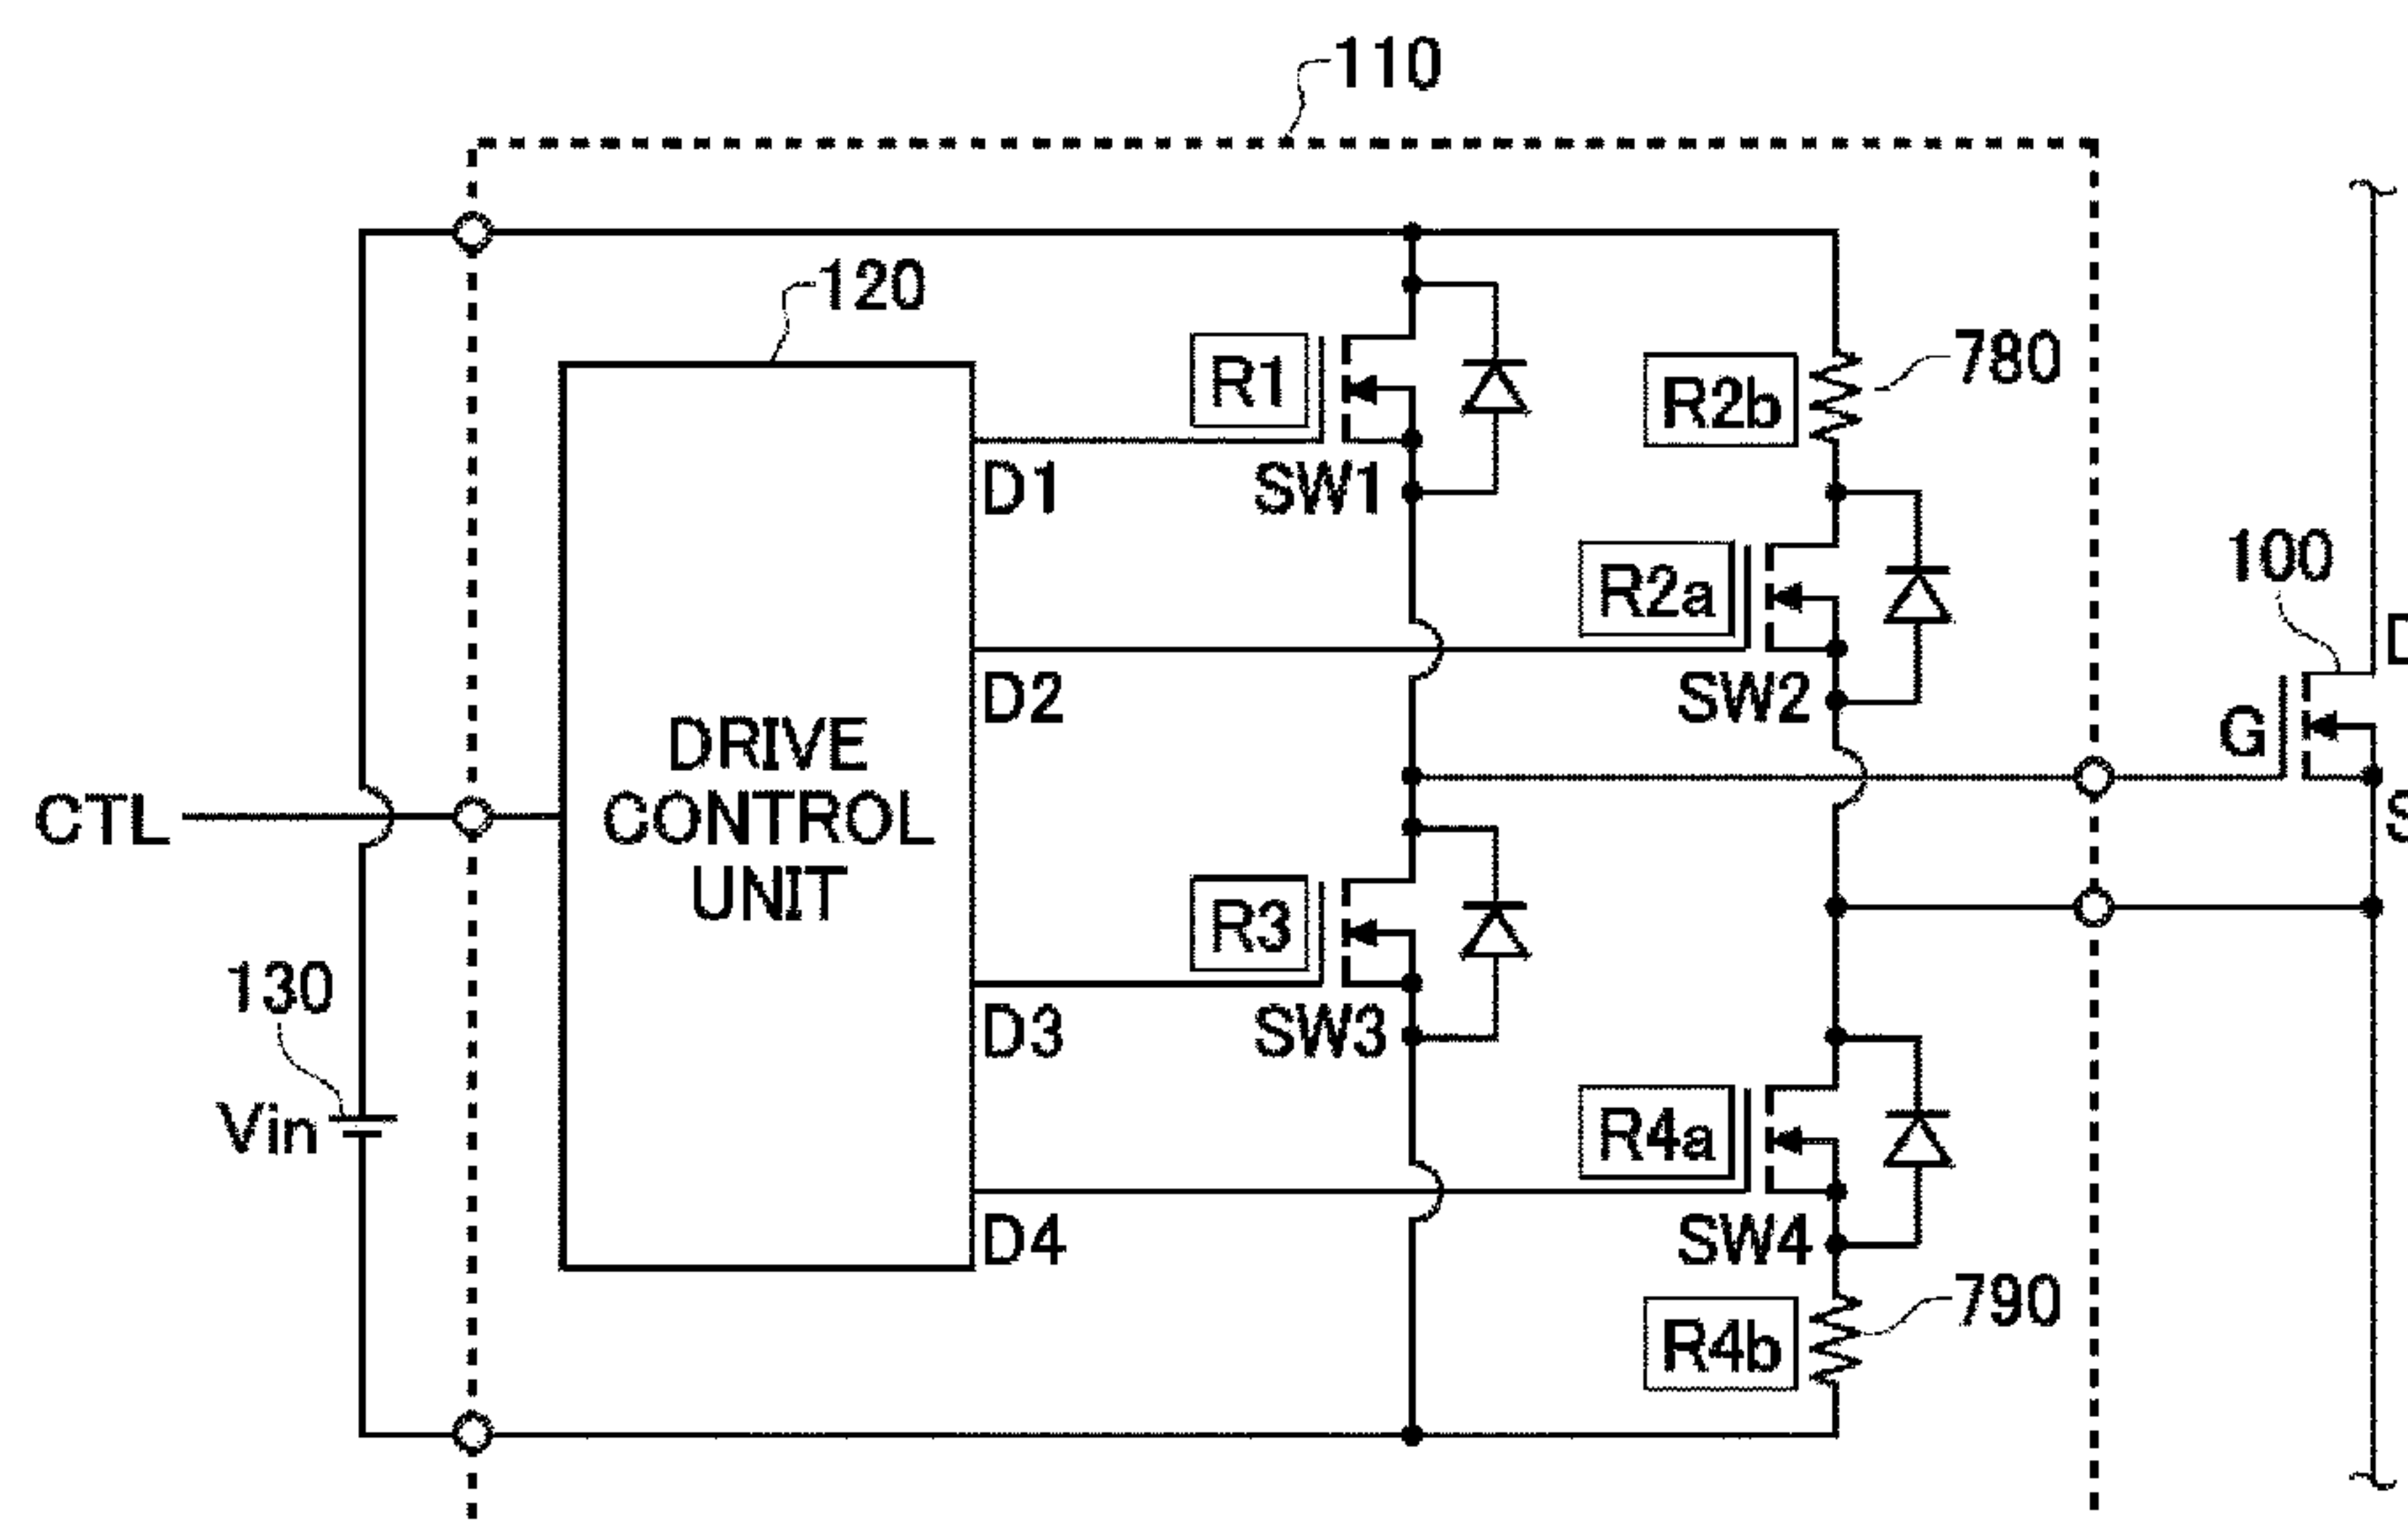 110
120
R1
780
R2b
D1
SW1
100
R2a
D
D2
SW2
G
DRIVE
CONTROL
UNIT
CTL
S
R3
130
D3
SW3
Vin
R4a
D4
SW4
790
R4b